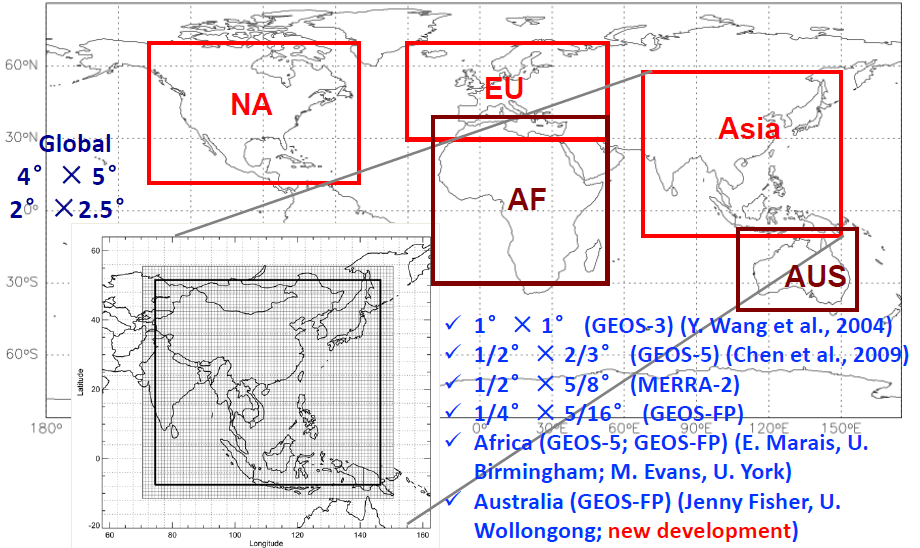 60°N
30°N
0°
30°S
60°S
180°
0°
30°E
60°E
90°E
120°E
150°E
NA
EU
Asia
AF
AUS
Global
4° × 5°
2° ×2.5°
60
40
20
0
-20
Latitude
60
80
100
120
140
160
Longitude
✓ 1° × 1° (GEOS-3) (Y. Wang et al., 2004)
✓ 1/2° × 2/3° (GEOS-5) (Chen et al., 2009)
✓ 1/2° × 5/8° (MERRA-2)
✓ 1/4° × 5/16° (GEOS-FP)
✓ Africa (GEOS-5; GEOS-FP) (E. Marais, U.
Birmingham; M. Evans, U. York)
✓ Australia (GEOS-FP) (Jenny Fisher, U.
Wollongong; new development)